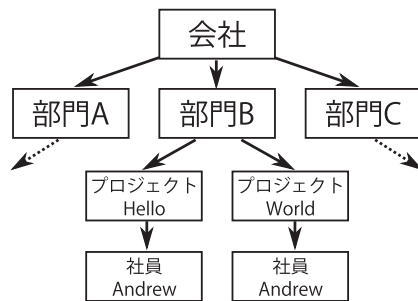 会社
部門A
部門B
部門C
プロジェクト
Hello
プロジェクト
World
社員
Andrew
社員
Andrew